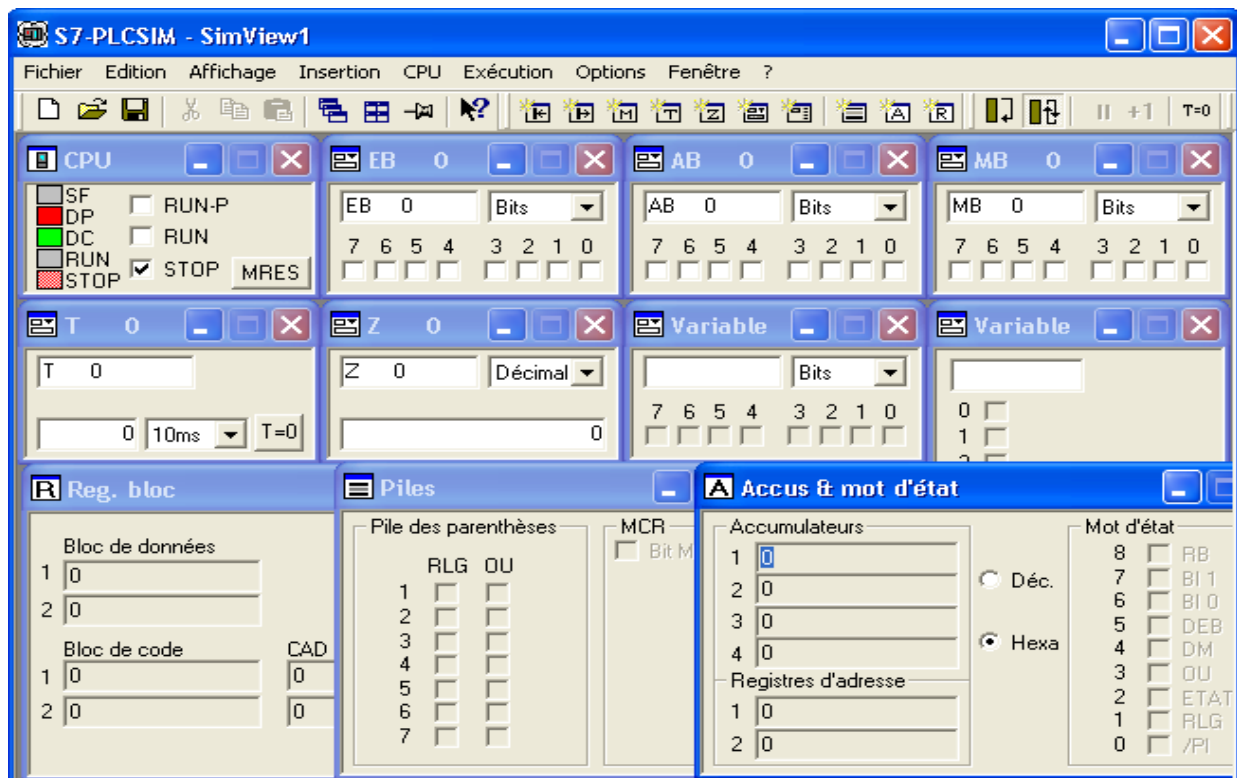 S7-PLCSIM - SimView1
Fichier Edition Affichage Insertion CPU Exécution Options Fenêtre ?
M T Z A R II +1 T=0
CPU
SF
DP
DC
RUN
STOP
RUN-P
RUN
STOP MRES
EB 0
EB 0 Bits
7 6 5 4 3 2 1 0
AB 0
AB 0 Bits
7 6 5 4 3 2 1 0
MB 0
MB 0 Bits
7 6 5 4 3 2 1 0
T 0
T 0
0 10ms T=0
Z 0
Z 0 Décimal
0
Variable
Bits
7 6 5 4 3 2 1 0
Variable
0
1
R Reg. bloc
Bloc de données
1 0
2 0
Bloc de code CAD
1 0 0
2 0 0
Piles
Pile des parenthèses
RLG OU
1
2
3
4
5
6
7
MCR
Bit M
A Accus & mot d'état
Accumulateurs
1 0
2 0
3 0
4 0
Déc.
Hexa
Registres d'adresse
1 0
2 0
Mot d'état
8 RB
7 BI 1
6 BI 0
5 DEB
4 DM
3 OU
2 ETAT
1 RLG
0 /PI